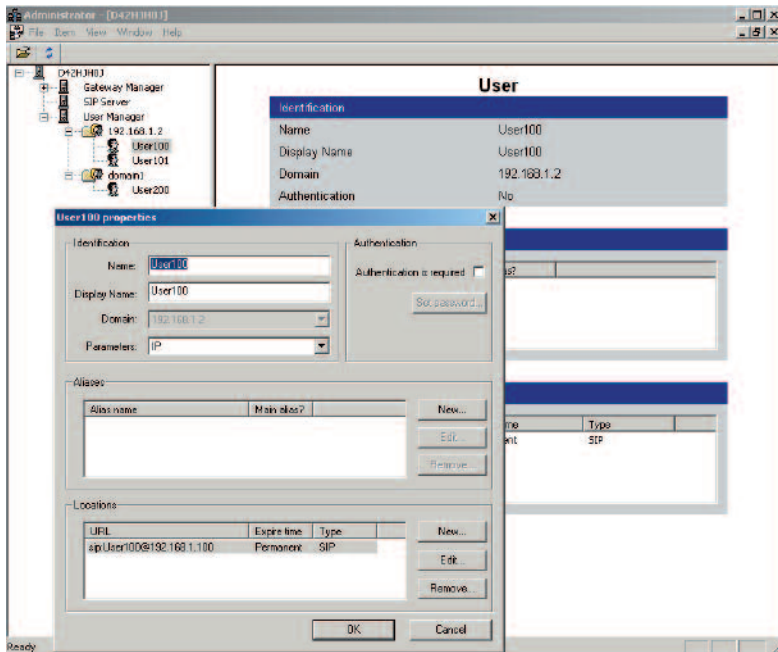 Administrator - [D42HJH0J]
File Item View Window Help
D42HJH0J
Gateway Manager
SIP Server
User Manager
192.168.1.2
User100
User101
domain1
User200
User
Identification
Name User100
Display Name User100
Domain 192.168.1.2
Authentication No
User100 properties
Identification
Name: User100
Display Name: User100
Domain: 192.168.1.2
Parameters: IP
Authentication
Authentication is required
Set password...
Aliases
Alias name Main alias?
New...
Edit...
Remove...
Locations
URL Expire time Type
sip:User100@192.168.1.100 Permanent SIP
New...
Edit...
Remove...
OK Cancel
Type
SIP
Ready